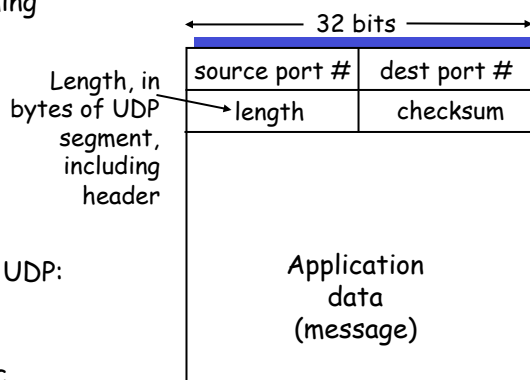 ing
32 bits
source port # dest port #
Length, in
bytes of UDP
segment,
including
header
length checksum
UDP:
Application
data
(message)